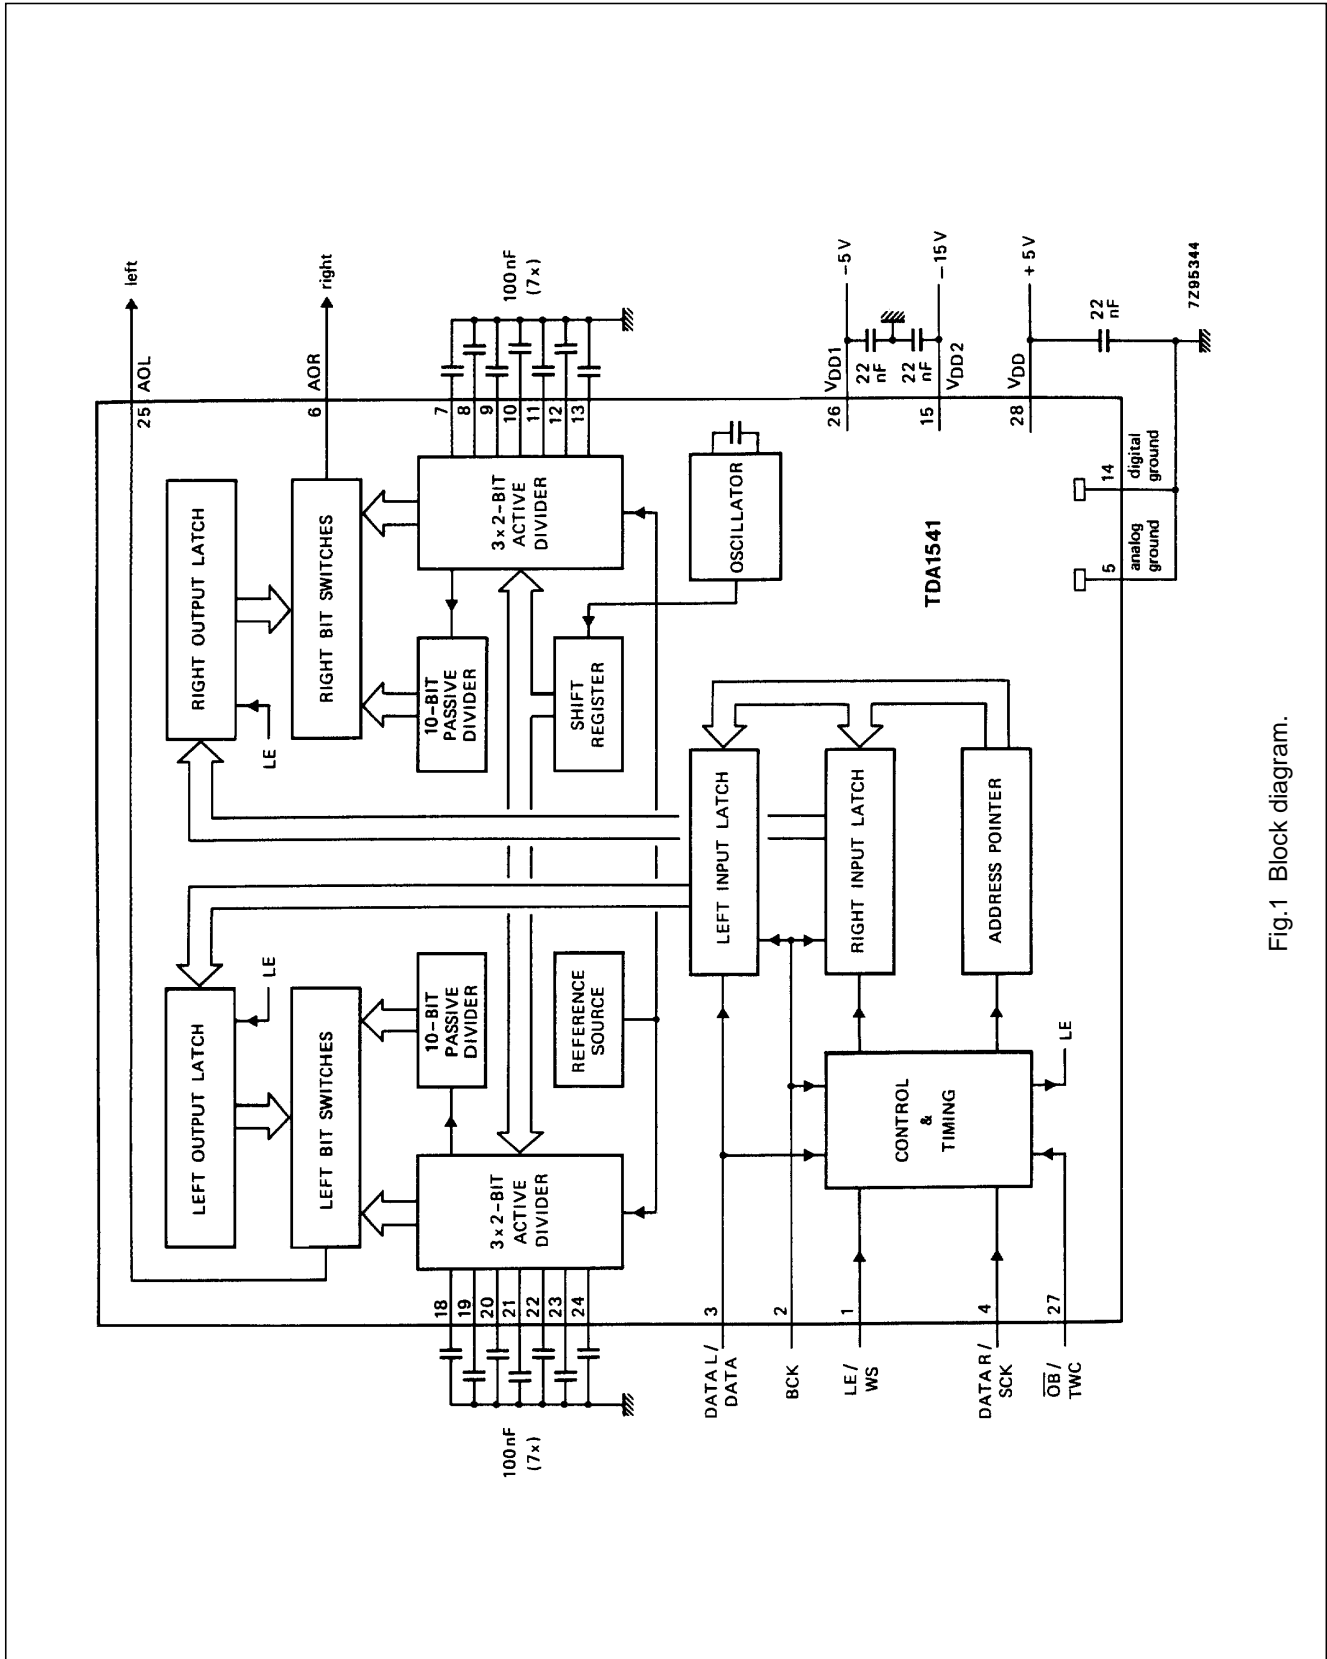 left
25 AOL
right
6 AOR
RIGHT OUTPUT LATCH
LE
RIGHT BIT SWITCHES
10-BIT
PASSIVE
DIVIDER
3 x 2-BIT
ACTIVE
DIVIDER
7
8
9
10
11
12
13
100nF
(7x)
SHIFT
REGISTER
OSCILLATOR
LEFT OUTPUT LATCH
LE
LEFT BIT SWITCHES
10-BIT
PASSIVE
DIVIDER
3 x 2-BIT
ACTIVE
DIVIDER
18
19
20
21
22
23
24
100nF
(7x)
REFERENCE
SOURCE
LEFT INPUT LATCH
RIGHT INPUT LATCH
ADDRESS POINTER
CONTROL
&
TIMING
LE
DATA L /
DATA
3
BCK
2
LE /
WS
1
DATA R /
SCK
4
O̅B̅ /
TWC
27
TDA1541
26
VDD1
-5V
22
nF
22
nF
15
VDD2
-15V
28
VDD
+5V
22
nF
14
digital
ground
5
analog
ground
7Z95344
Fig.1 Block diagram.